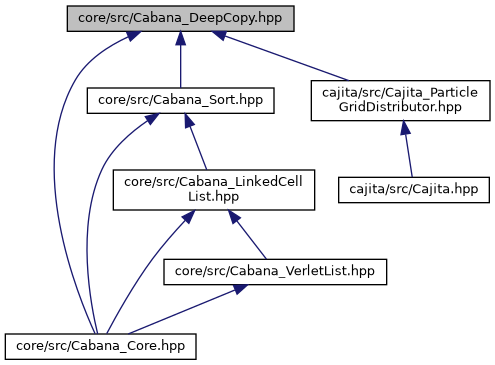 core/src/Cabana_DeepCopy.hpp
core/src/Cabana_Sort.hpp
cajita/src/Cajita_Particle
GridDistributor.hpp
core/src/Cabana_LinkedCell
List.hpp
cajita/src/Cajita.hpp
core/src/Cabana_VerletList.hpp
core/src/Cabana_Core.hpp